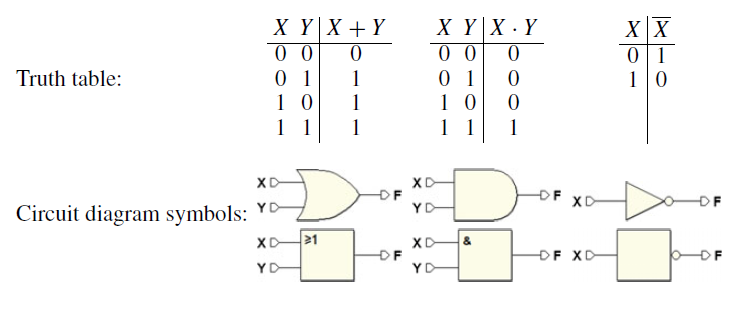 X Y X + Y X Y X · Y X X̅
0 0 0 0 0 0 0 1
Truth table: 0 1 1 0 1 0 1 0
1 0 1 1 0 0
1 1 1 1 1 1
X F X F X F
Circuit diagram symbols: Y Y
X ≥1 F X & F X F
Y Y